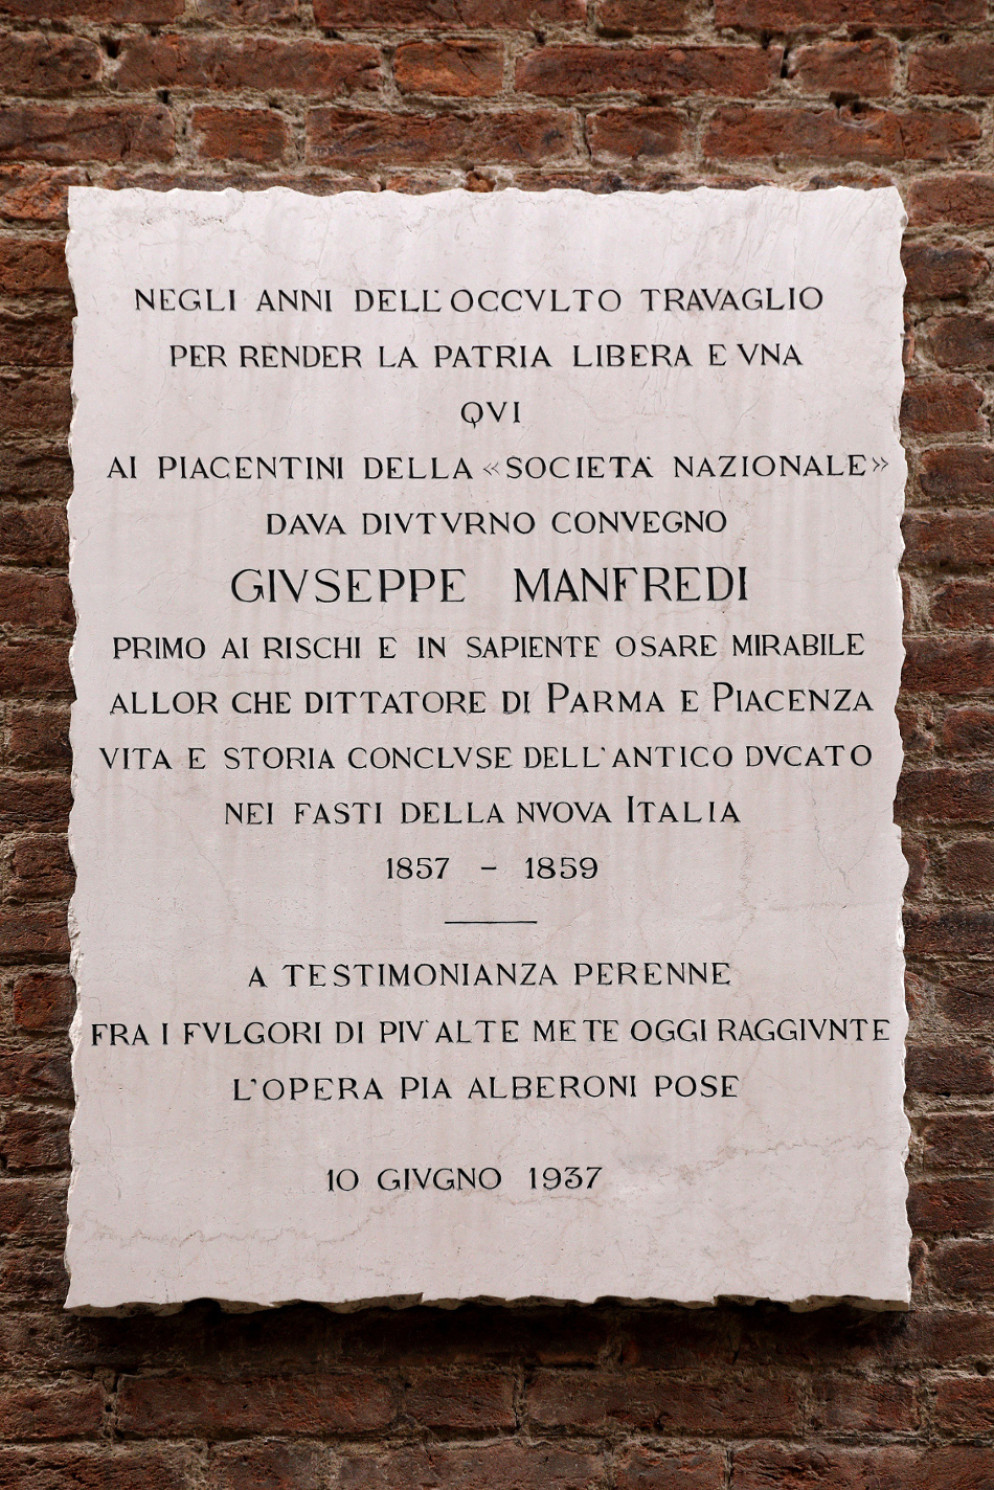 NEGLI ANNI DELL'OCCVLTO TRAVAGLIO
PER RENDER LA PATRIA LIBERA E VNA
QVI
AI PIACENTINI DELLA «SOCIETA' NAZIONALE»
DAVA DIVTVRNO CONVEGNO
GIVSEPPE MANFREDI
PRIMO AI RISCHI E IN SAPIENTE OSARE MIRABILE
ALLOR CHE DITTATORE DI PARMA E PIACENZA
VITA E STORIA CONCLVSE DELL'ANTICO DVCATO
NEI FASTI DELLA NVOVA ITALIA
1857 - 1859
A TESTIMONIANZA PERENNE
FRA I FVLGORI DI PIV' ALTE METE OGGI RAGGIVNTE
L'OPERA PIA ALBERONI POSE
10 GIVGNO 1937